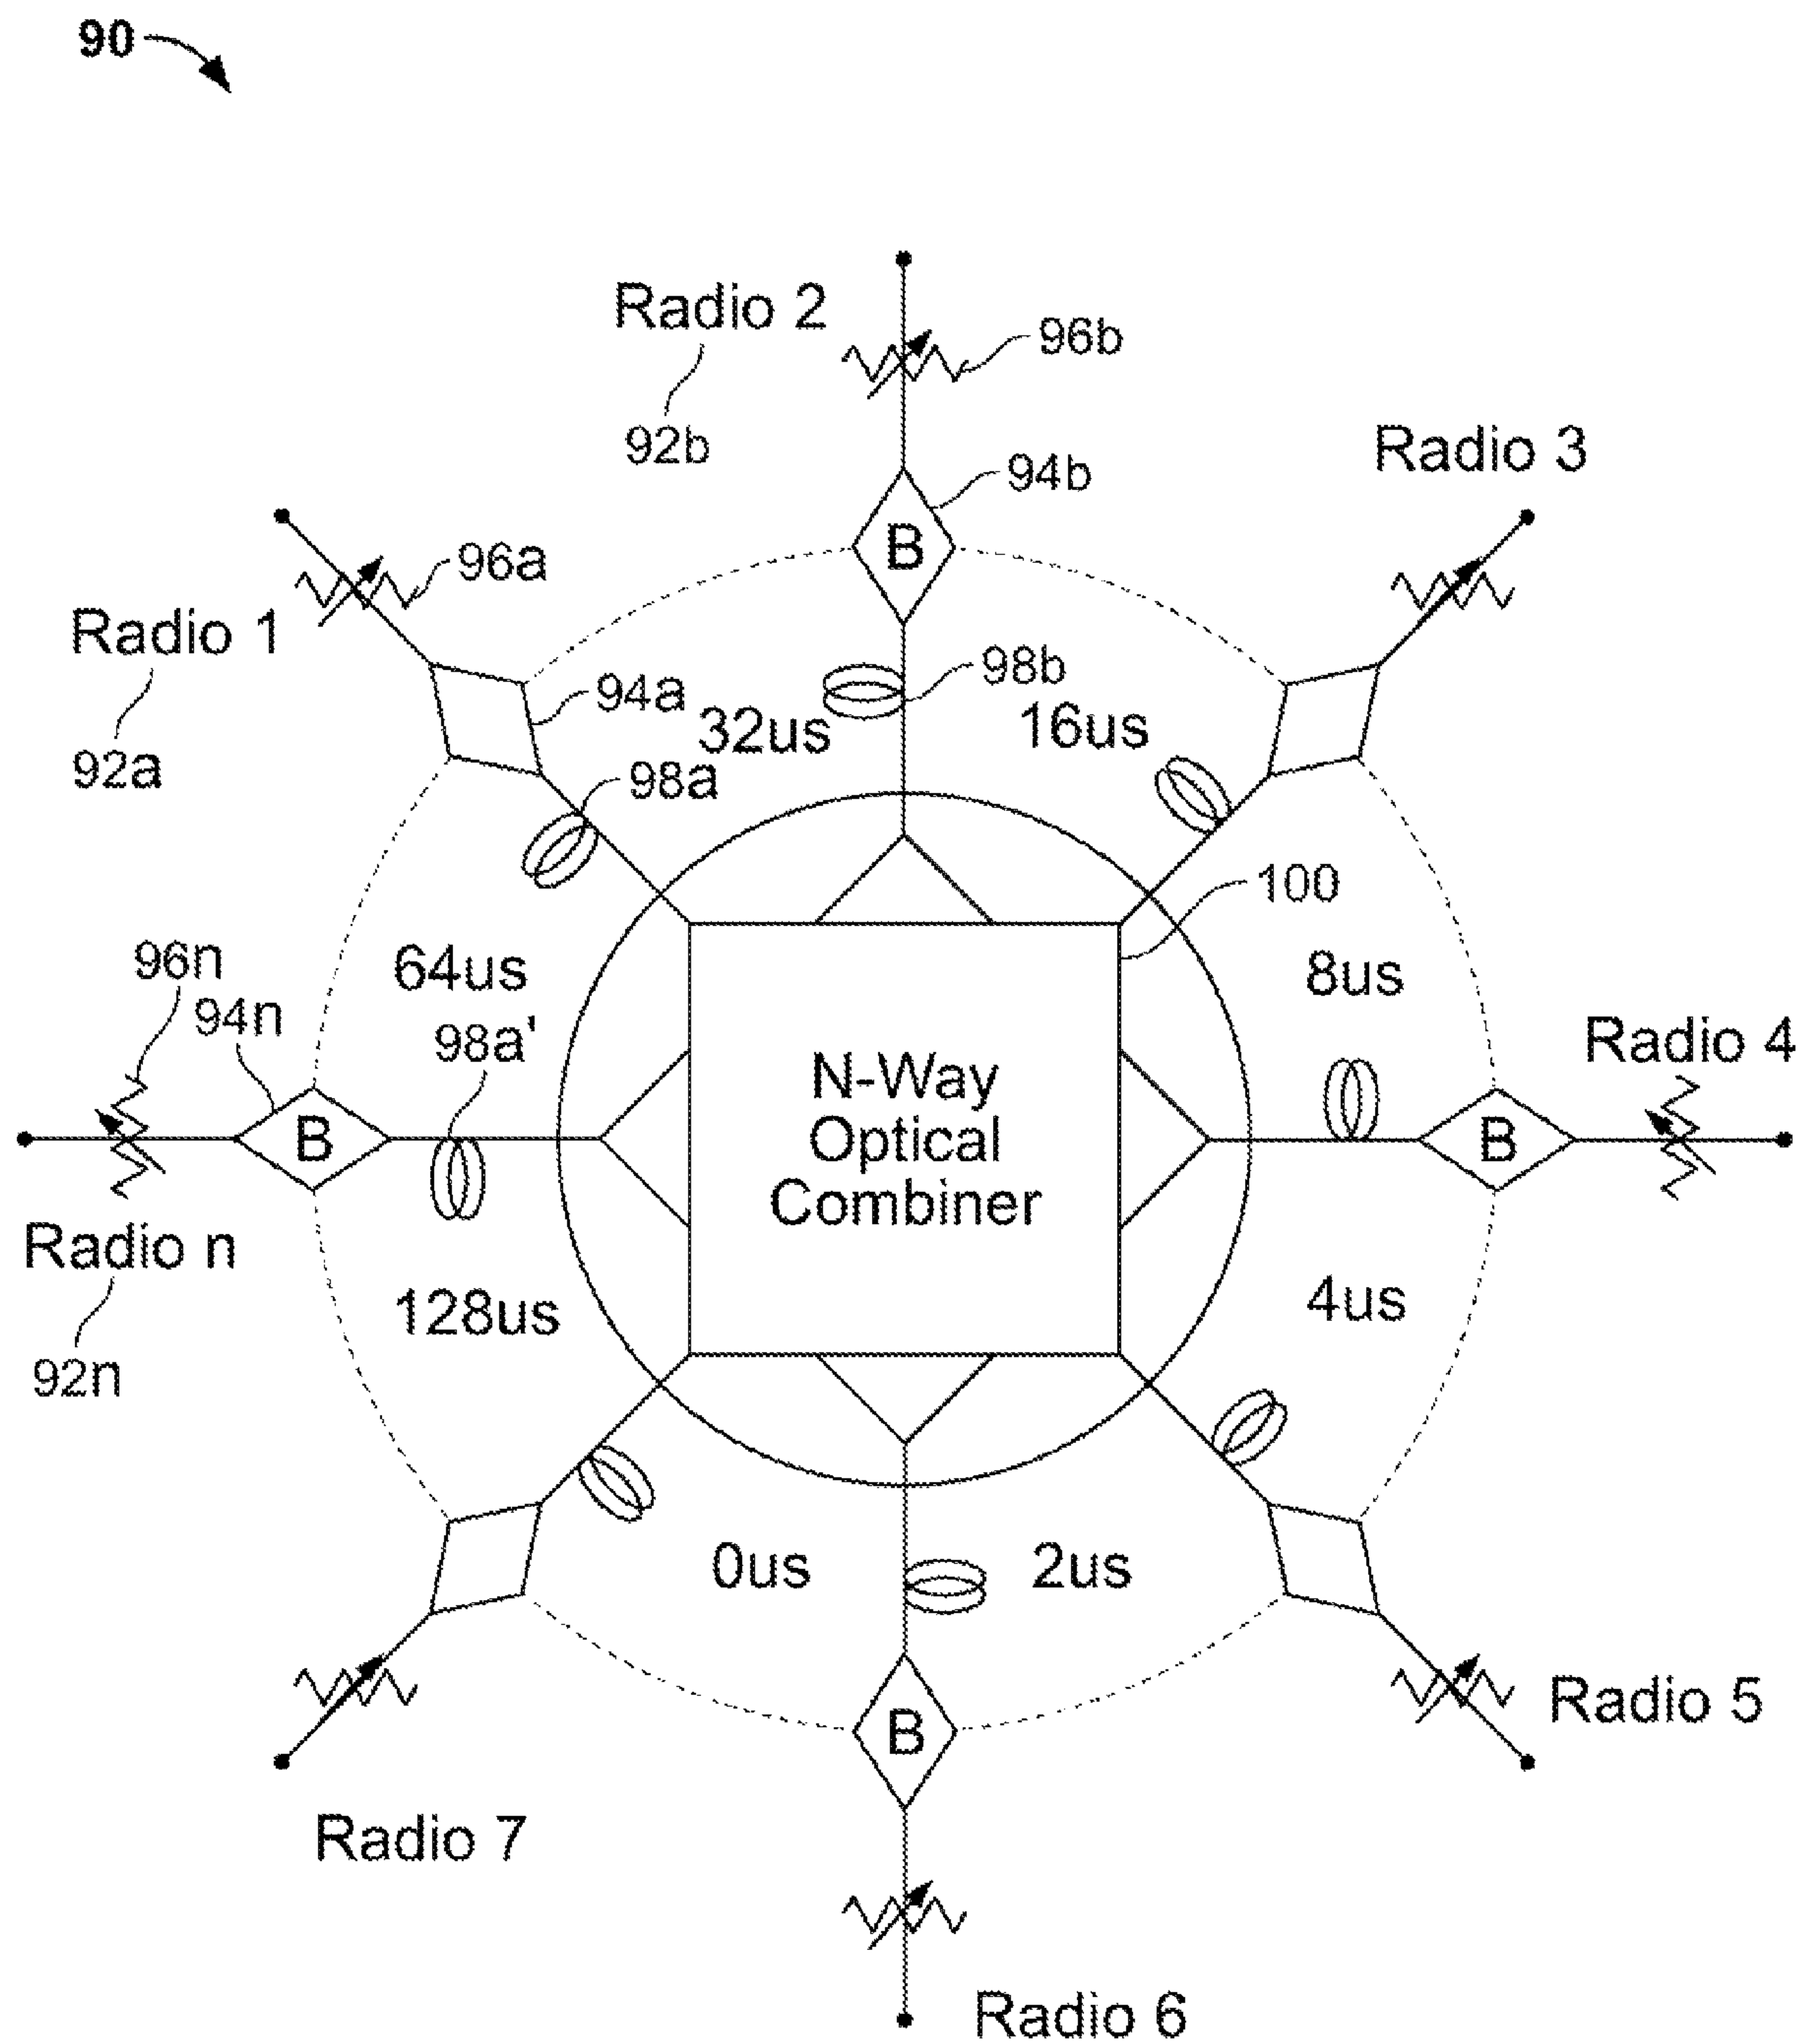 90
Radio 2
96b
92b
94b
Radio 3
B
96a
Radio 1
94a
98b
32us
16us
92a
98a
100
96n
64us
8us
94n
98a'
Radio 4
N-Way
Optical
Combiner
B
B
Radio n
128us
4us
92n
0us
2us
B
Radio 5
Radio 7
Radio 6